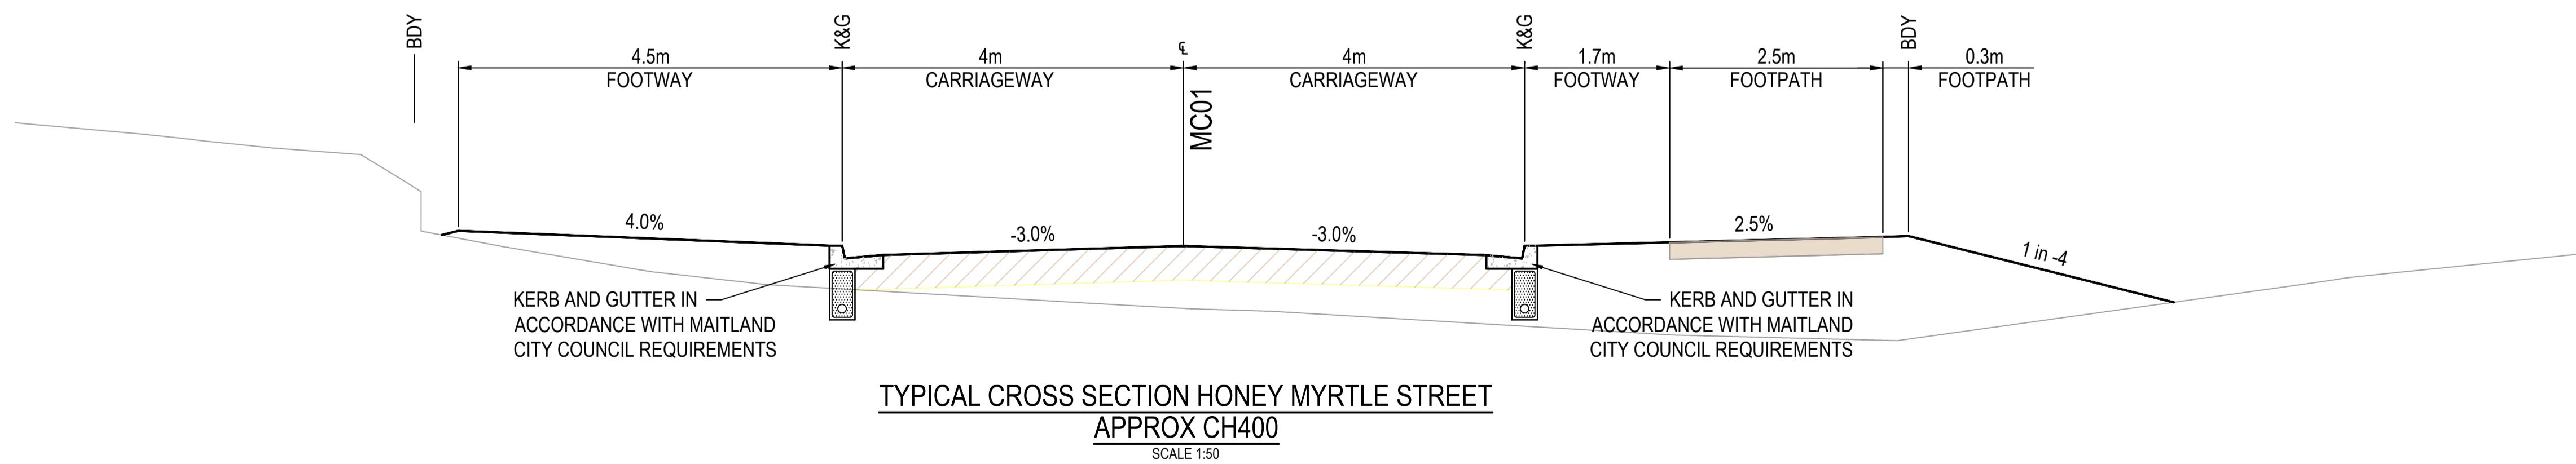 BDY
K&G
℄
K&G
BDY
4.5m
4m
4m
1.7m
2.5m
0.3m
FOOTWAY
CARRIAGEWAY
CARRIAGEWAY
FOOTWAY
FOOTPATH
FOOTPATH
MC01
4.0%
-3.0%
-3.0%
2.5%
1 in -4
KERB AND GUTTER IN
ACCORDANCE WITH MAITLAND
CITY COUNCIL REQUIREMENTS
KERB AND GUTTER IN
ACCORDANCE WITH MAITLAND
CITY COUNCIL REQUIREMENTS
TYPICAL CROSS SECTION HONEY MYRTLE STREET
APPROX CH400
SCALE 1:50